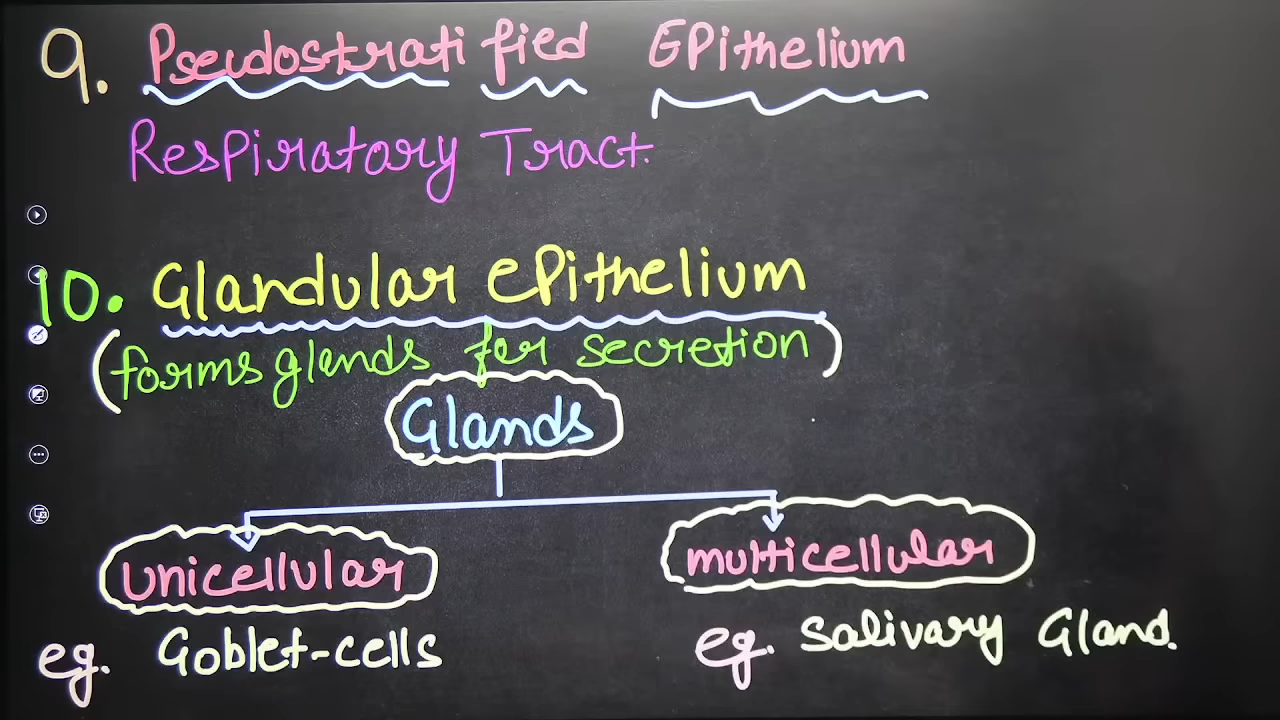 9. Pseudostratified Epithelium
Respiratory Tract.
10. Glandular epithelium
(forms glands for secretion)
Glands
unicellular multicellular
eg. Goblet-cells eg. Salivary Gland.